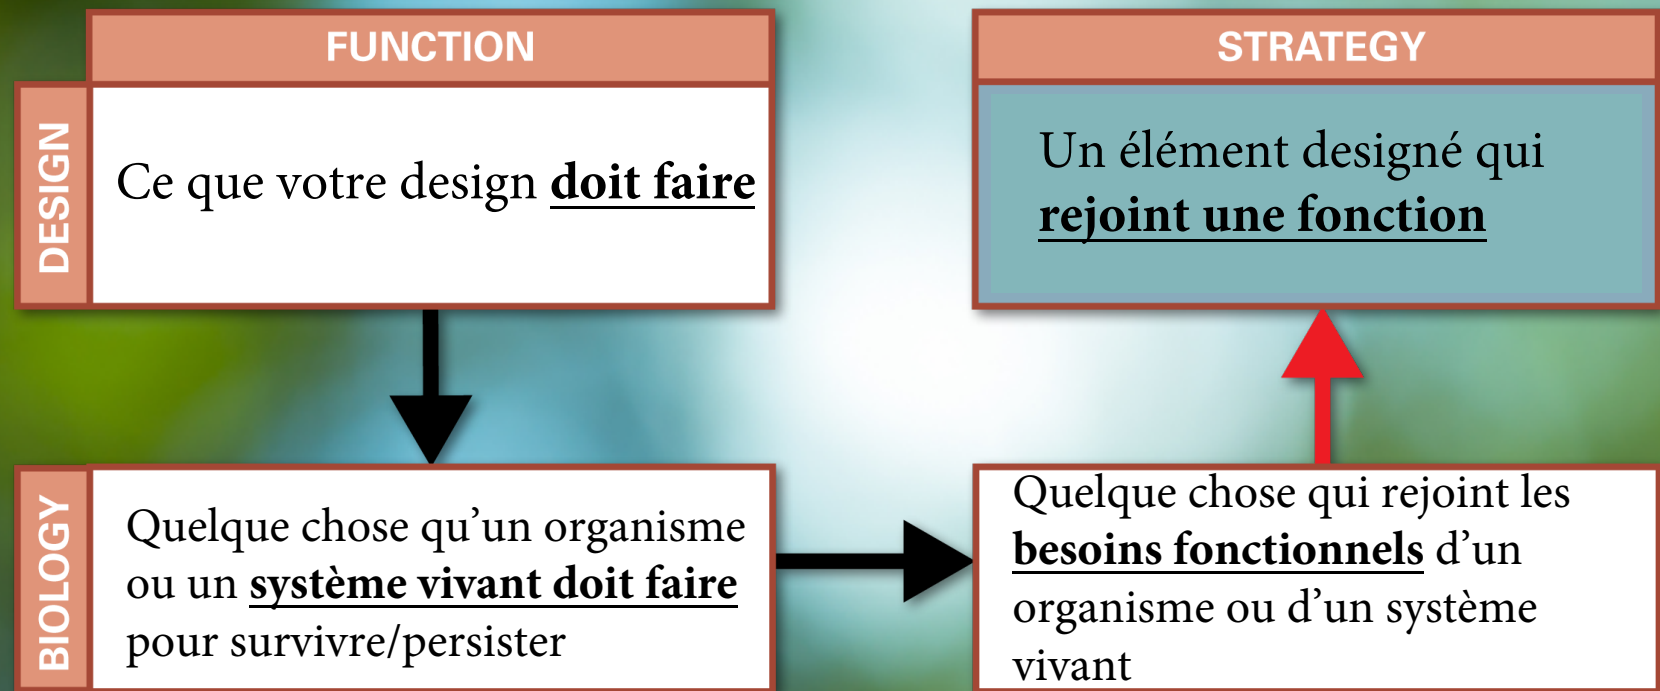 FUNCTION
DESIGN
Ce que votre design doit faire
STRATEGY
Un élément designé qui
rejoint une fonction
BIOLOGY
Quelque chose qu’un organisme
ou un système vivant doit faire
pour survivre/persister
Quelque chose qui rejoint les
besoins fonctionnels d’un
organisme ou d’un système
vivant